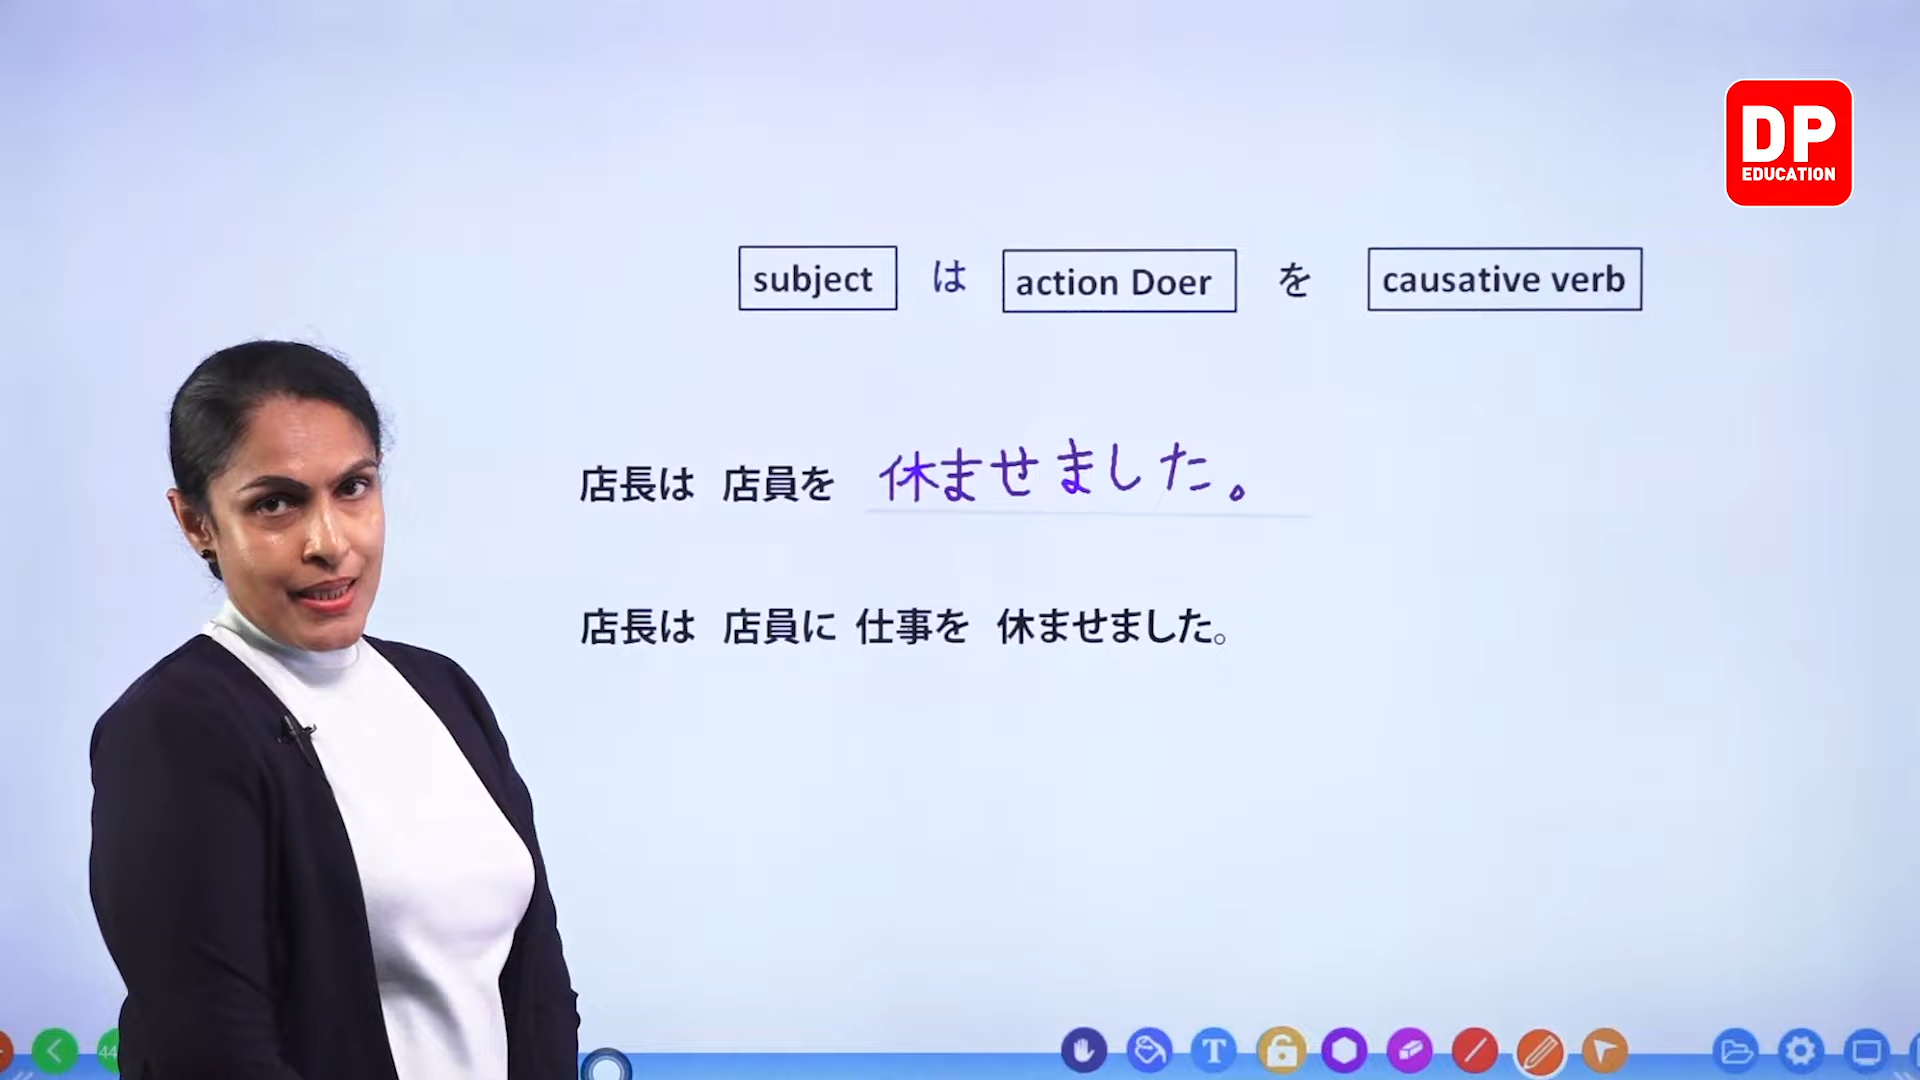 DP
EDUCATION
subject は action Doer を causative verb
店長は 店員を 休ませました。
店長は 店員に 仕事を 休ませました。
44
T